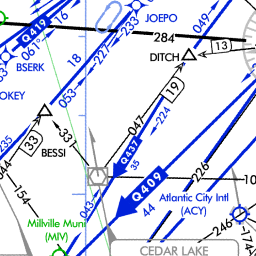 Q419
16
JOEPO
049
061°
233
284
DITCH
13
BSERK
18
227
OKEY
053
19
235
33
331
047
224
BESSI
Q437
35
044
Q409
226
10
154
043
44
Atlantic City Intl
(ACY)
Millville Muni
(MIV)
246
174
CEDAR LAKE